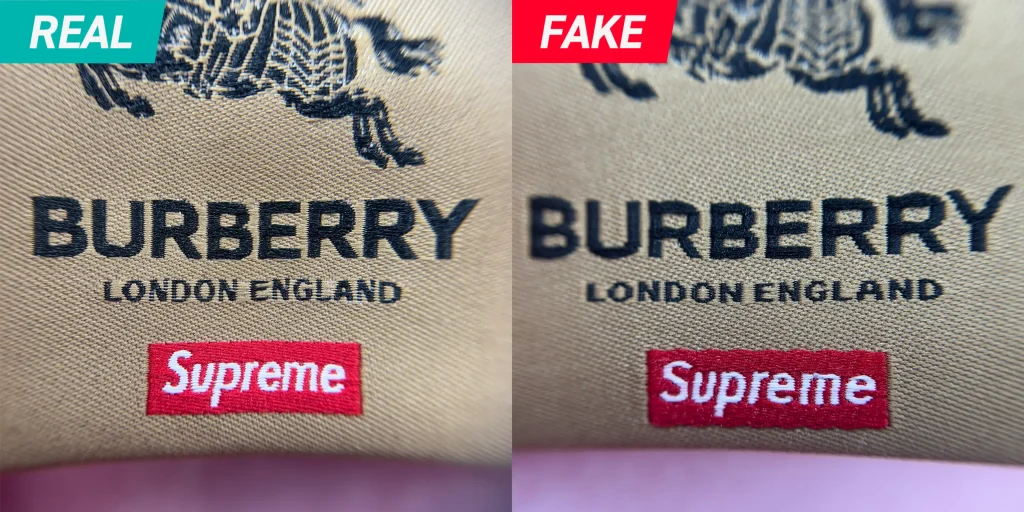 REAL
BURBERRY
LONDON ENGLAND
Supreme
FAKE
BURBERRY
LONDON ENGLAND
Supreme